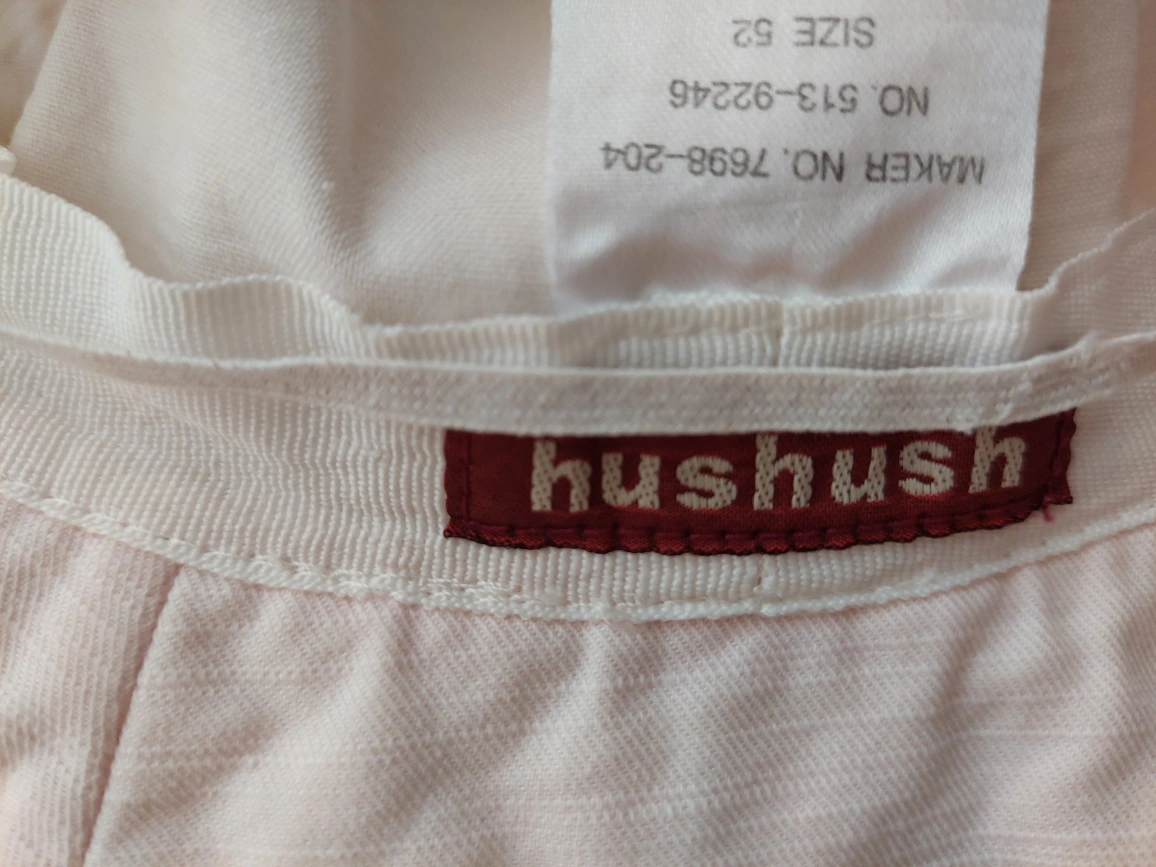 MAKER NO. 7698-204
NO. 513-92246
SIZE 52
hushush